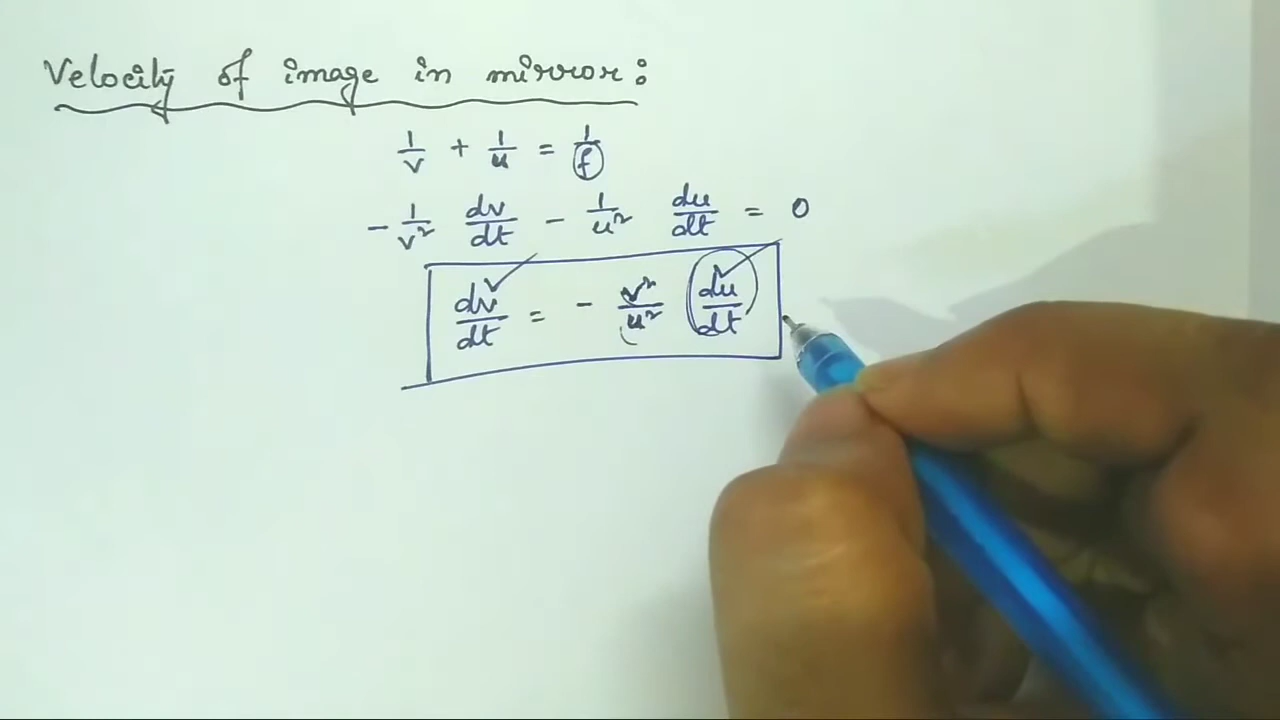 Velocity of image in mirror:
1/v + 1/u = 1/f
- 1/v² dv/dt - 1/u² du/dt = 0
dv/dt = - v²/u² du/dt